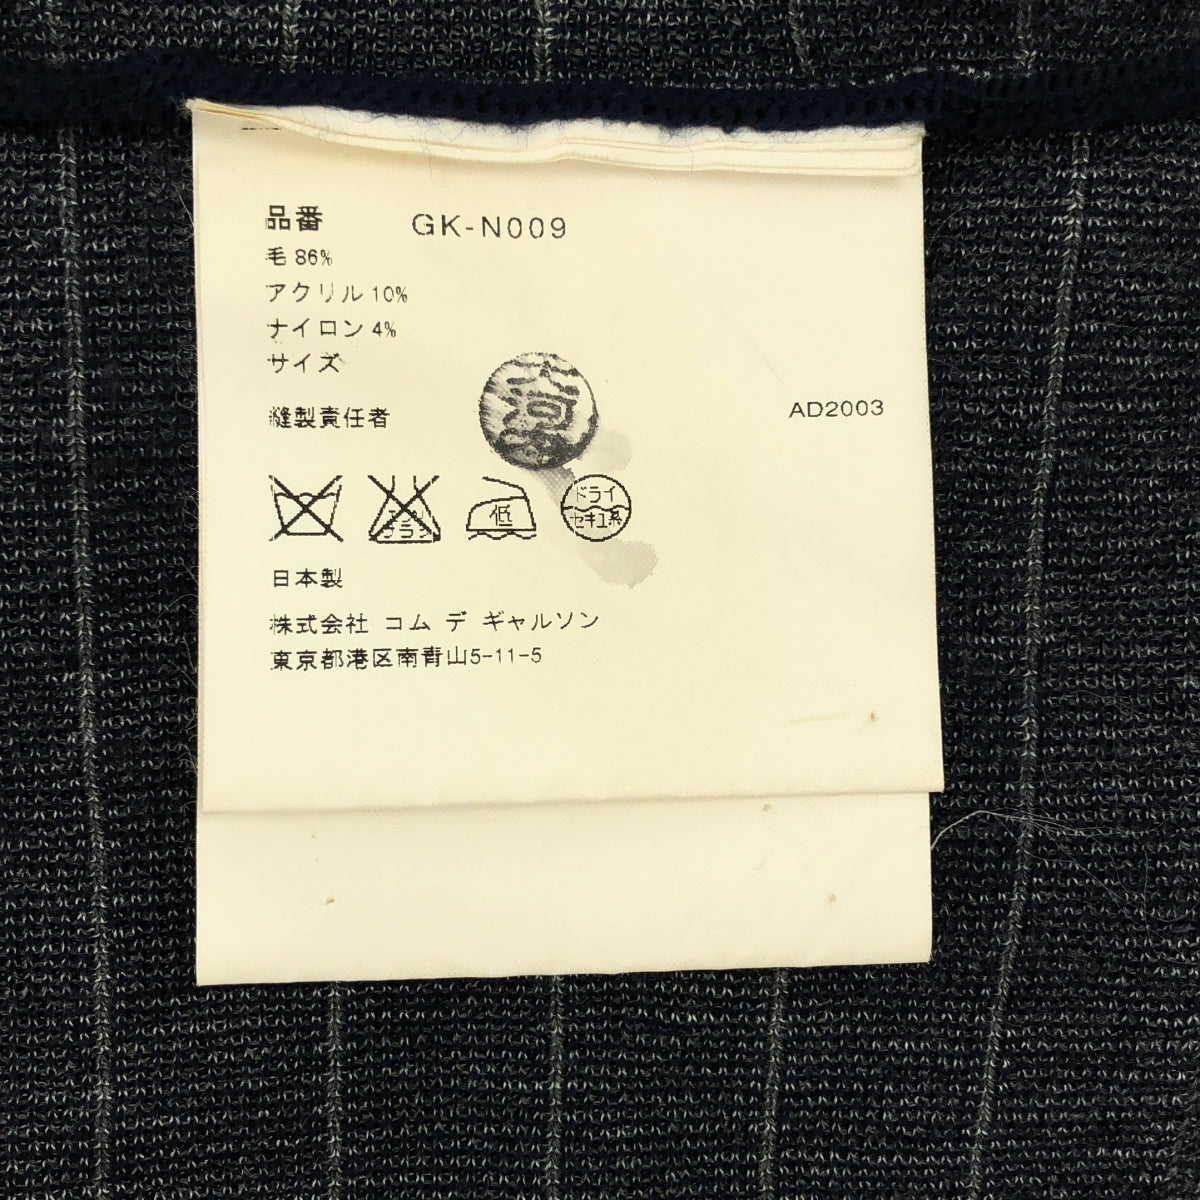 品番 GK-N009
毛 86%
アクリル 10%
ナイロン 4%
サイズ
縫製責任者
AD2003
低
ドライ
セキユ系
日本製
株式会社 コム デ ギャルソン
東京都港区南青山5-11-5